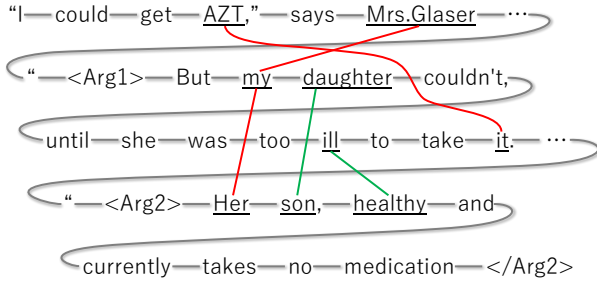 “I could get AZT,” says Mrs.Glaser ⋯
“ <Arg1> But my daughter couldn't,
until she was too ill to take it. ⋯
“ <Arg2> Her son, healthy and
currently takes no medication </Arg2>